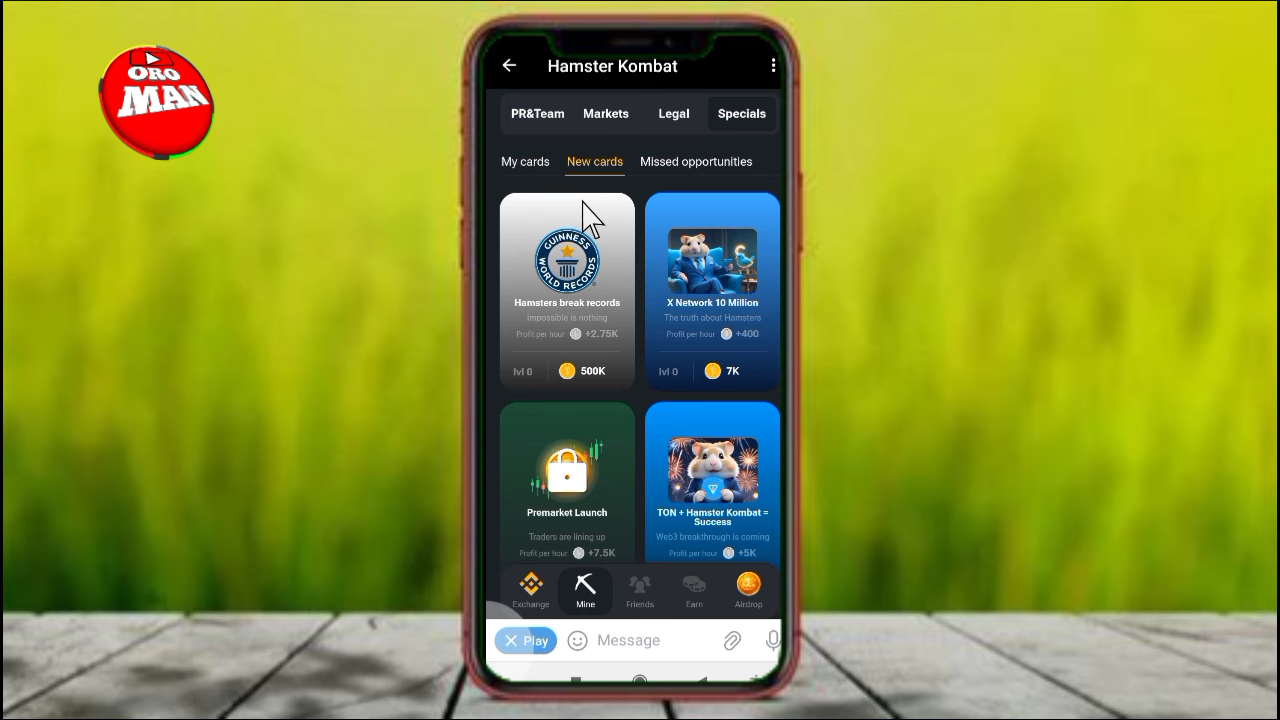 ORO
MAN
Hamster Kombat
PR&Team Markets Legal Specials
My cards New cards Missed opportunities
GUINNESS
WORLD RECORDS
Hamsters break records
Impossible is nothing
Profit per hour +2.75K
lvl 0 500K
X Network 10 Million
The truth about Hamsters
Profit per hour +400
lvl 0 7K
Premarket Launch
Traders are lining up
Profit per hour +7.5K
TON + Hamster Kombat =
Success
Web3 breakthrough is coming
Profit per hour +5K
Exchange Mine Friends Earn Airdrop
Play Message